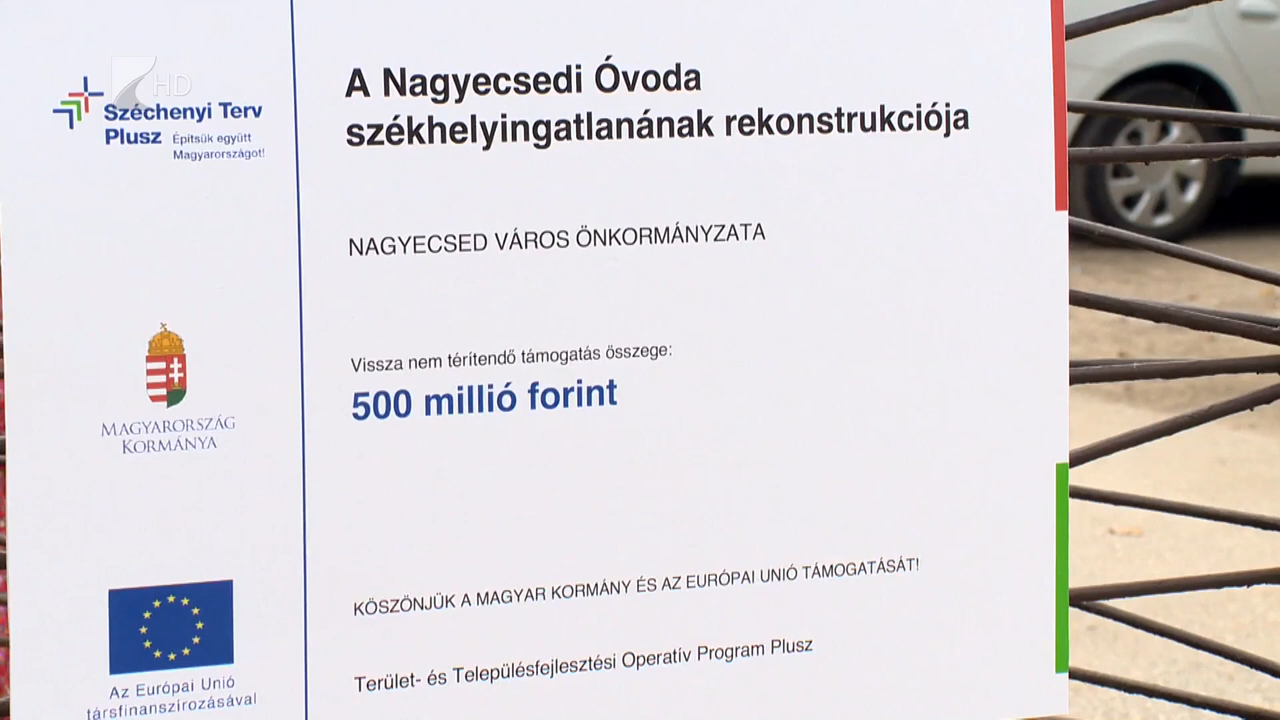 HD
Széchenyi Terv
Plusz
Építsük együtt
Magyarországot!
MAGYARORSZÁG
KORMÁNYA
Az Európai Unió
társfinanszírozásával
A Nagyecsedi Óvoda
székhelyingatlanának rekonstrukciója
NAGYECSED VÁROS ÖNKORMÁNYZATA
Vissza nem térítendő támogatás összege:
500 millió forint
KÖSZÖNJÜK A MAGYAR KORMÁNY ÉS AZ EURÓPAI UNIÓ TÁMOGATÁSÁT!
Terület- és Településfejlesztési Operatív Program Plusz